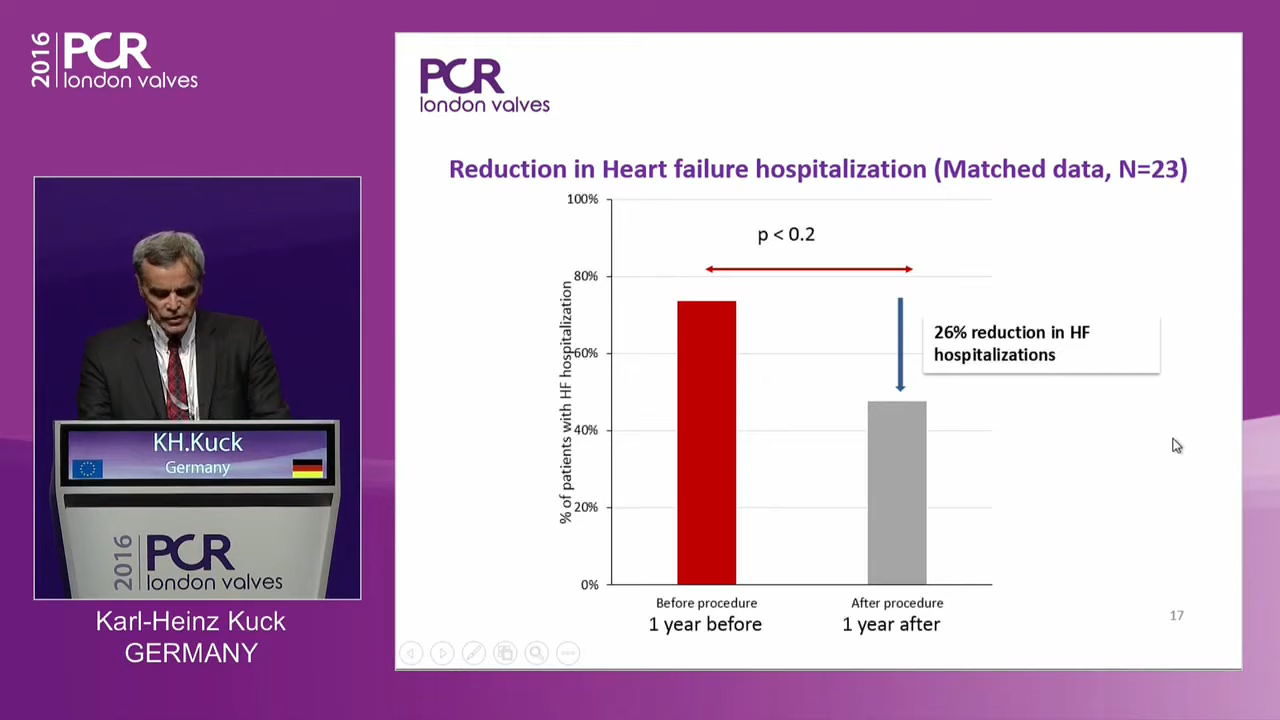 2016
PCR
london valves
PCR
london valves
Reduction in Heart failure hospitalization (Matched data, N=23)
100%
80%
60%
40%
20%
0%
% of patients with HF hospitalization
p < 0.2
26% reduction in HF
hospitalizations
Before procedure
1 year before
After procedure
1 year after
17
KH.Kuck
Germany
2016
PCR
london valves
Karl-Heinz Kuck
GERMANY